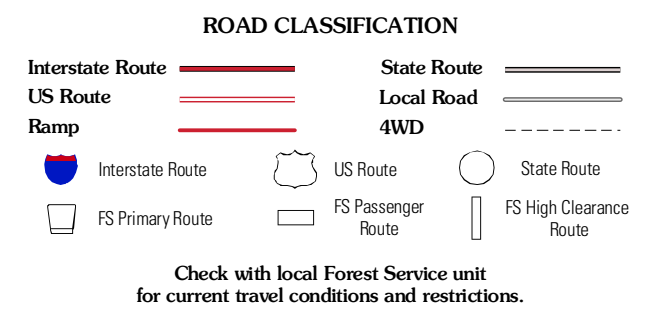 ROAD CLASSIFICATION
Interstate Route
State Route
US Route
Local Road
Ramp
4WD
Interstate Route
US Route
State Route
FS Primary Route
FS Passenger
Route
FS High Clearance
Route
Check with local Forest Service unit
for current travel conditions and restrictions.